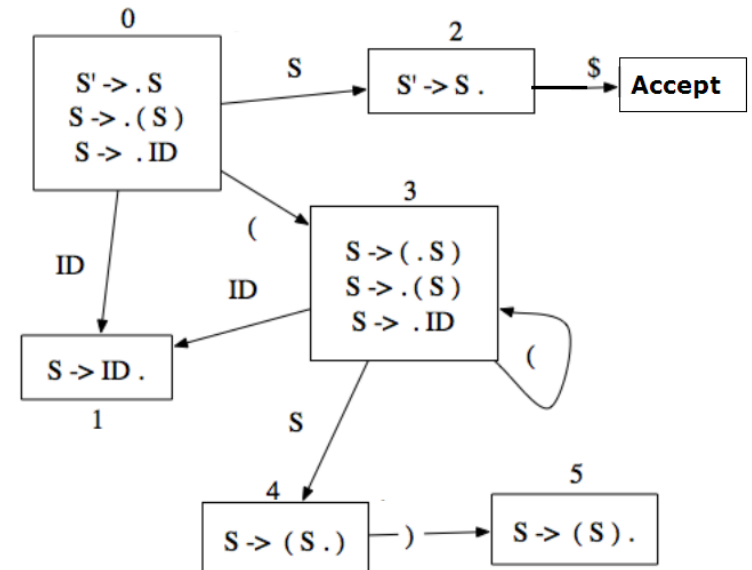 0
S' -> . S
S -> . ( S )
S -> . ID
S
2
S' -> S .
$
Accept
(
ID
3
S -> ( . S )
S -> . ( S )
S -> . ID
ID
(
S -> ID .
1
S
4
S -> ( S . )
)
5
S -> ( S ) .